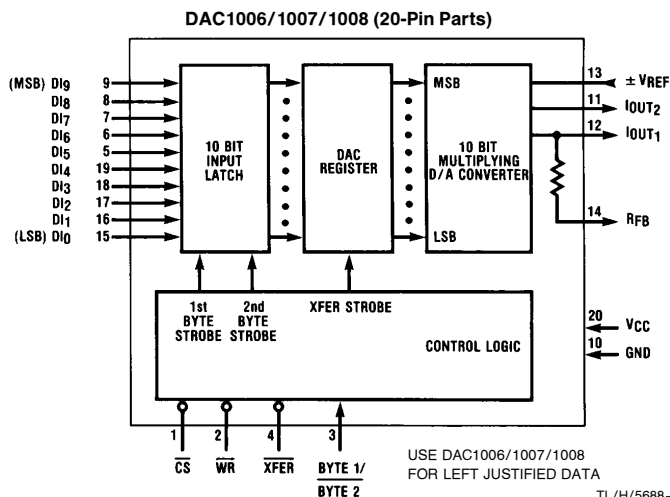 DAC1006/1007/1008 (20-Pin Parts)
(MSB) DI9 9
DI8 8
DI7 7
DI6 6
DI5 5
DI4 19
DI3 18
DI2 17
DI1 16
(LSB) DI0 15
10 BIT
INPUT
LATCH
DAC
REGISTER
MSB
10 BIT
MULTIPLYING
D/A CONVERTER
LSB
13 ± VREF
11 IOUT2
12 IOUT1
14 RFB
1st
BYTE
STROBE
2nd
BYTE
STROBE
XFER STROBE
CONTROL LOGIC
20 VCC
10 GND
1 2 4 3
CS WR XFER BYTE 1/
BYTE 2
USE DAC1006/1007/1008
FOR LEFT JUSTIFIED DATA
TL/H/5688-